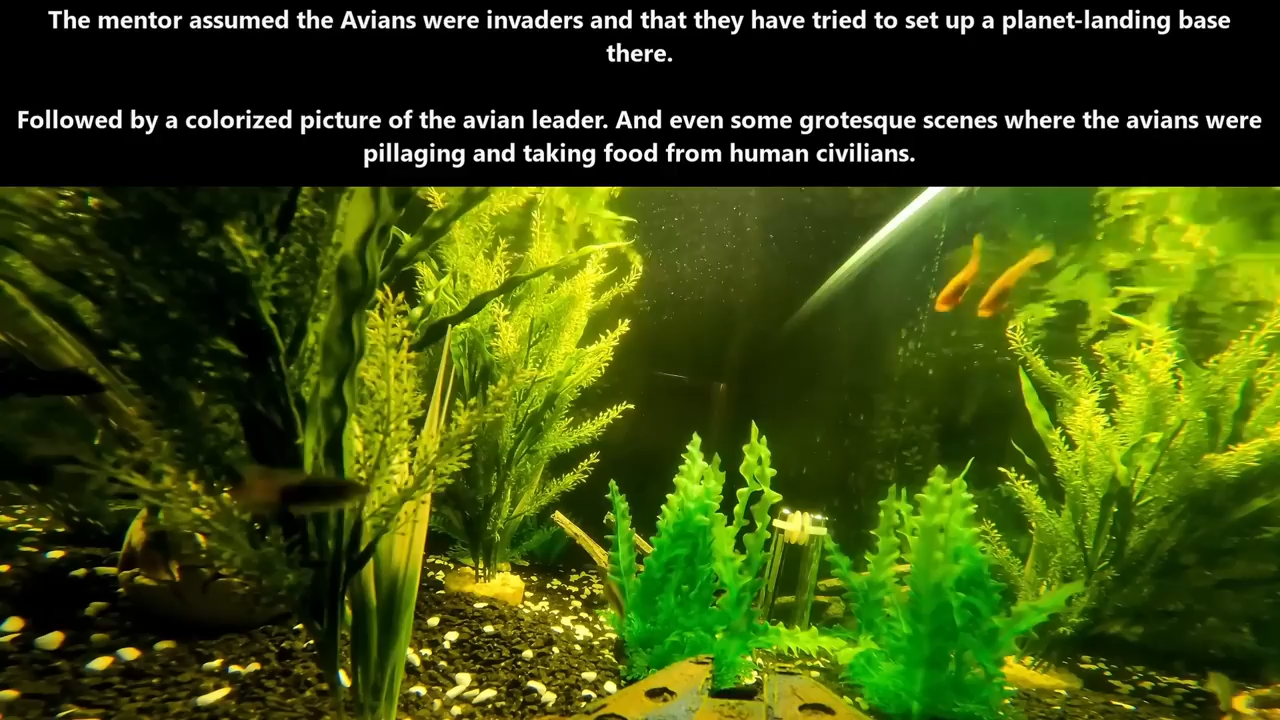 The mentor assumed the Avians were invaders and that they have tried to set up a planet-landing base
there.
Followed by a colorized picture of the avian leader. And even some grotesque scenes where the avians were
pillaging and taking food from human civilians.